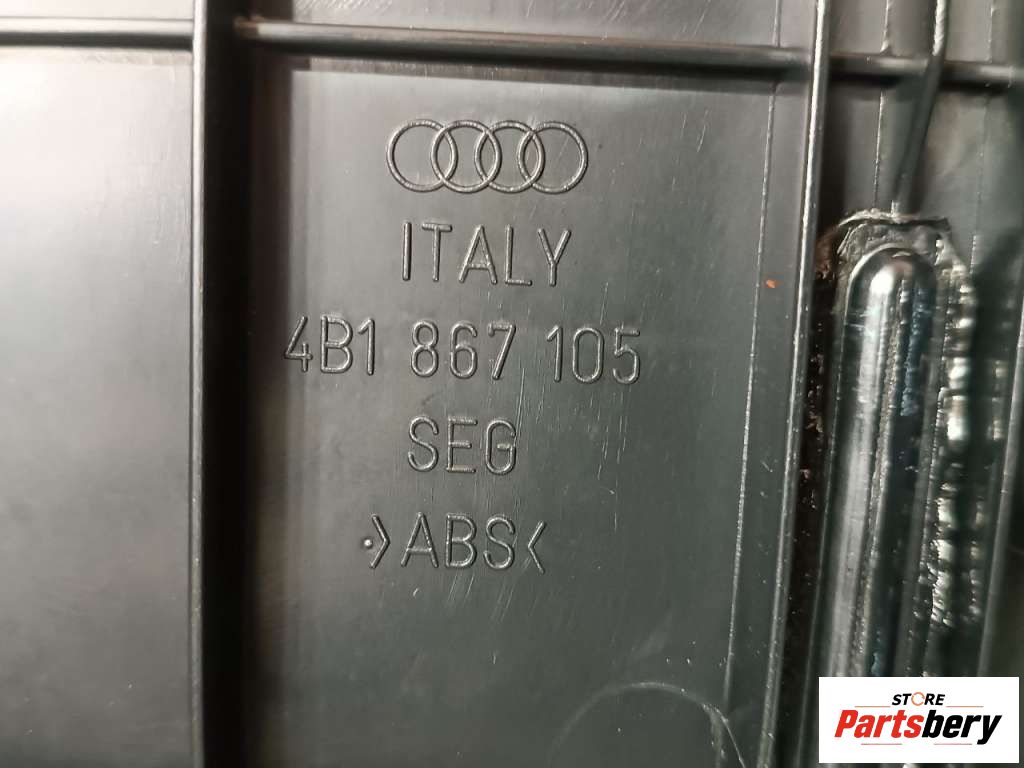 ITALY
4B1 867 105
SEG
>ABS<
STORE
Partsbery